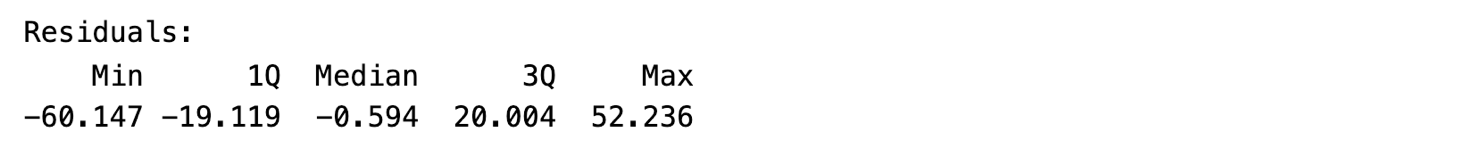 Residuals:
    Min      1Q  Median      3Q     Max
-60.147 -19.119  -0.594  20.004  52.236